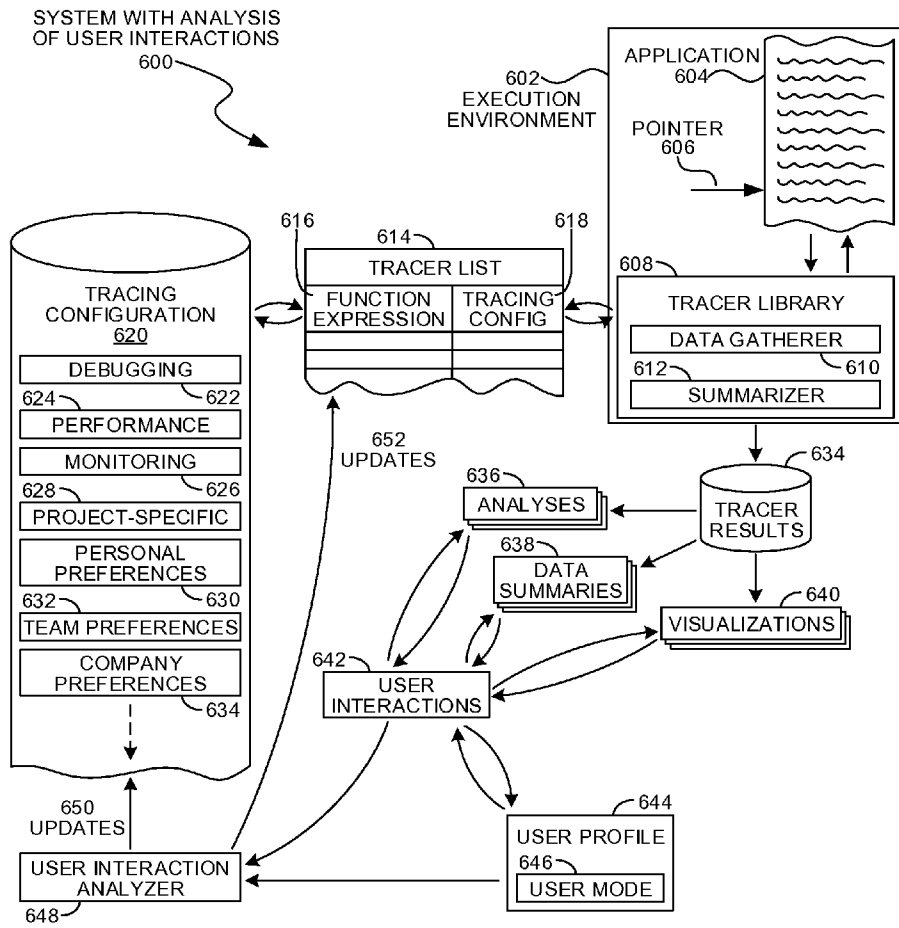 SYSTEM WITH ANALYSIS
OF USER INTERACTIONS
600
602
EXECUTION
ENVIRONMENT
APPLICATION
604
POINTER
606
608
TRACER LIBRARY
DATA GATHERER
610
612
SUMMARIZER
614
616
618
TRACER LIST
FUNCTION
EXPRESSION
TRACING
CONFIG
TRACING
CONFIGURATION
620
DEBUGGING
622
624
PERFORMANCE
MONITORING
626
628
PROJECT-SPECIFIC
PERSONAL
PREFERENCES
630
632
TEAM PREFERENCES
COMPANY
PREFERENCES
634
652
UPDATES
634
TRACER
RESULTS
636
ANALYSES
638
DATA
SUMMARIES
640
VISUALIZATIONS
642
USER
INTERACTIONS
644
USER PROFILE
646
USER MODE
650
UPDATES
USER INTERACTION
ANALYZER
648